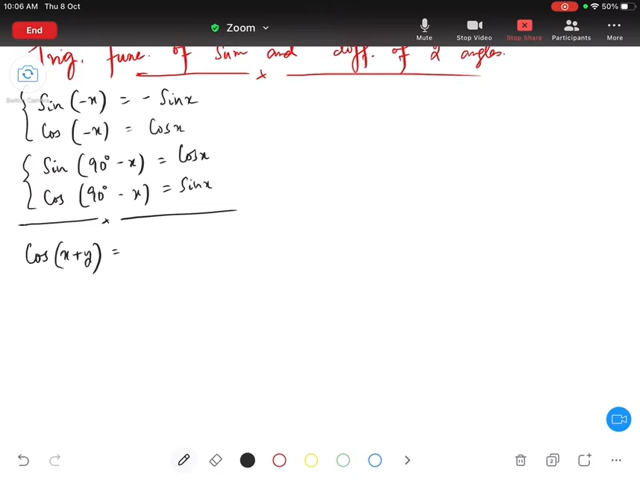 10:06 AM Thu 8 Oct
50%
End
Zoom
Mute
Stop Video
Stop Share
Participants
More
Trig. func. of Sum and diff. of 2 angles.
Sin (-x) = - Sinx
Cos (-x) = Cosx
Sin (90° - x) = Cosx
Cos (90° - x) = Sinx
x
Cos (x+y) =
2